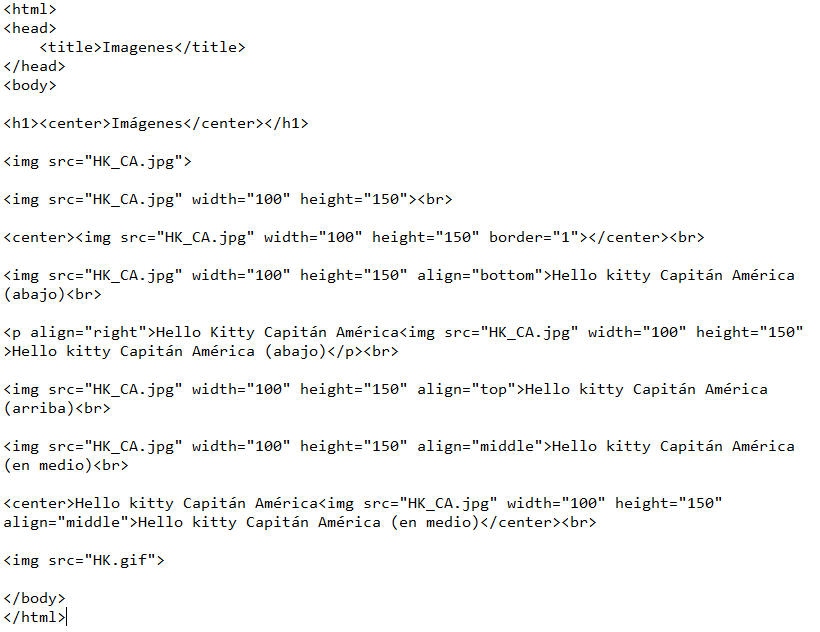 <html>
<head>
    <title>Imagenes</title>
</head>
<body>

<h1><center>Imágenes</center></h1>

<img src="HK_CA.jpg">

<img src="HK_CA.jpg" width="100" height="150"><br>

<center><img src="HK_CA.jpg" width="100" height="150" border="1"></center><br>

<img src="HK_CA.jpg" width="100" height="150" align="bottom">Hello kitty Capitán América
(abajo)<br>

<p align="right">Hello Kitty Capitán América<img src="HK_CA.jpg" width="100" height="150"
>Hello kitty Capitán América (abajo)</p><br>

<img src="HK_CA.jpg" width="100" height="150" align="top">Hello kitty Capitán América
(arriba)<br>

<img src="HK_CA.jpg" width="100" height="150" align="middle">Hello kitty Capitán América
(en medio)<br>

<center>Hello kitty Capitán América<img src="HK_CA.jpg" width="100" height="150"
align="middle">Hello kitty Capitán América (en medio)</center><br>

<img src="HK.gif">

</body>
</html>